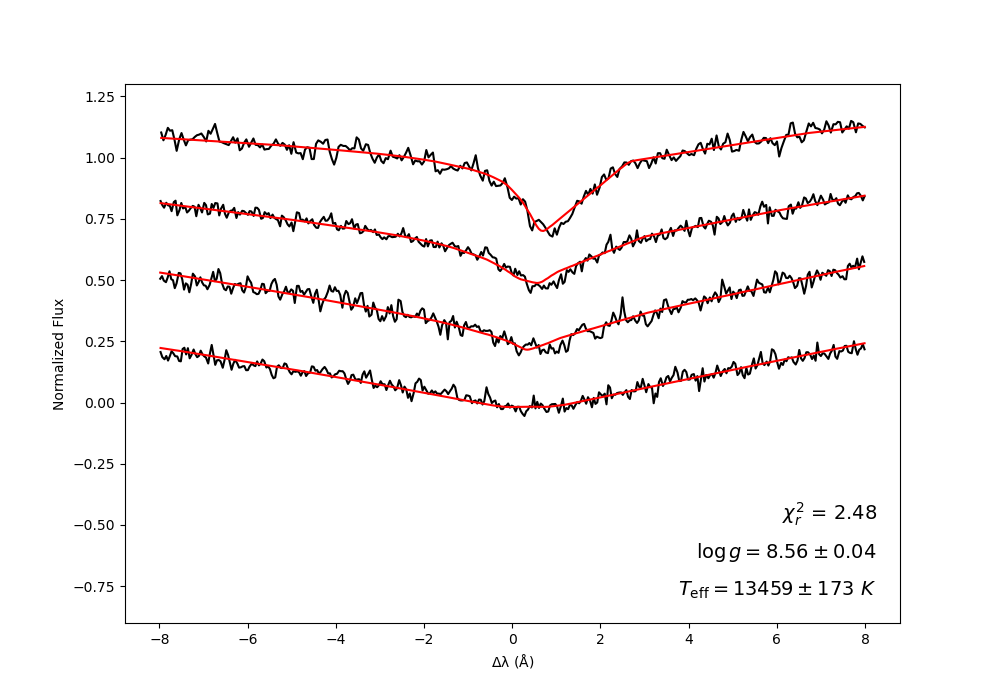 1.25
1.00
0.75
0.50
0.25
0.00
−0.25
−0.50
−0.75
Normalized Flux
χ²ᵣ = 2.48
log g = 8.56 ± 0.04
T_eff = 13459 ± 173 K
−8 −6 −4 −2 0 2 4 6 8
Δλ (Å)